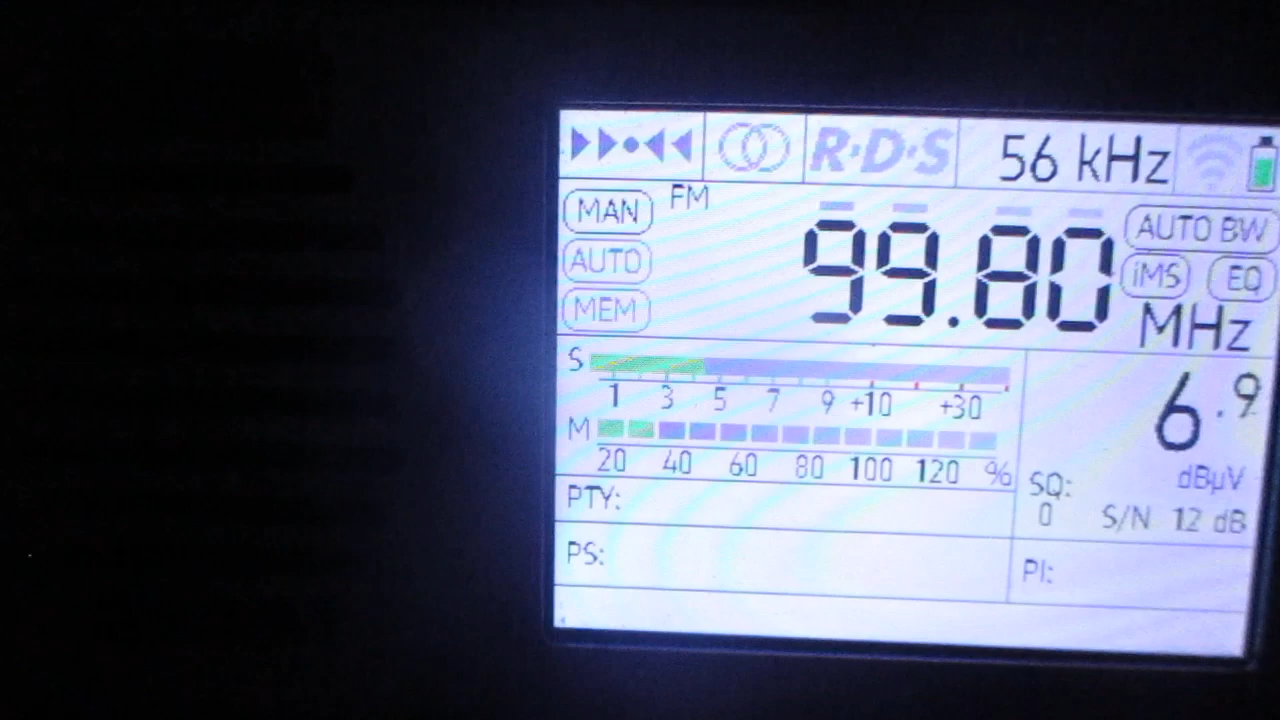 R·D·S 56 kHz
MAN FM 99.80 AUTO BW
AUTO iMS EQ
MEM MHz
S
1 3 5 7 9 +10 +30
6.9
M
20 40 60 80 100 120 %
dBµV
PTY:
SQ:
0 S/N 12 dB
PS:
PI: